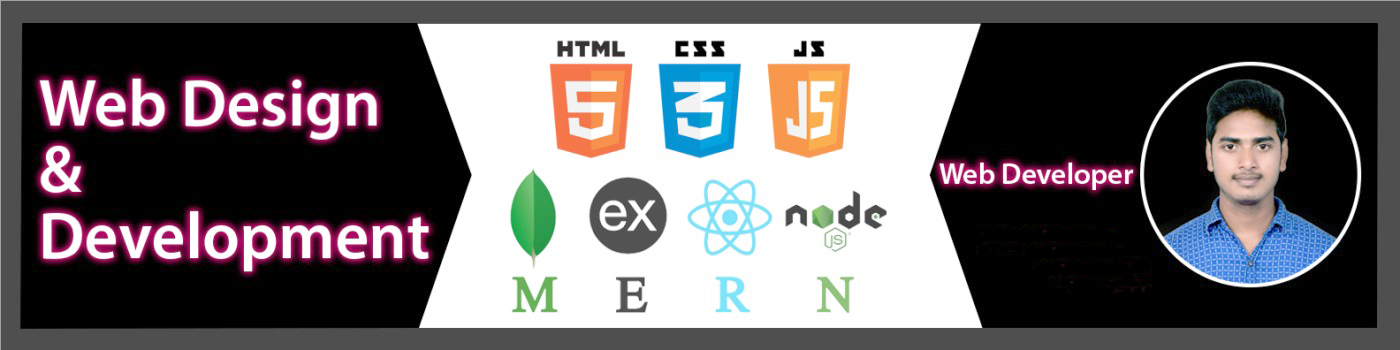 Web Design
&
Development
HTML CSS JS
5 3 JS
ex node
JS
M E R N
Web Developer